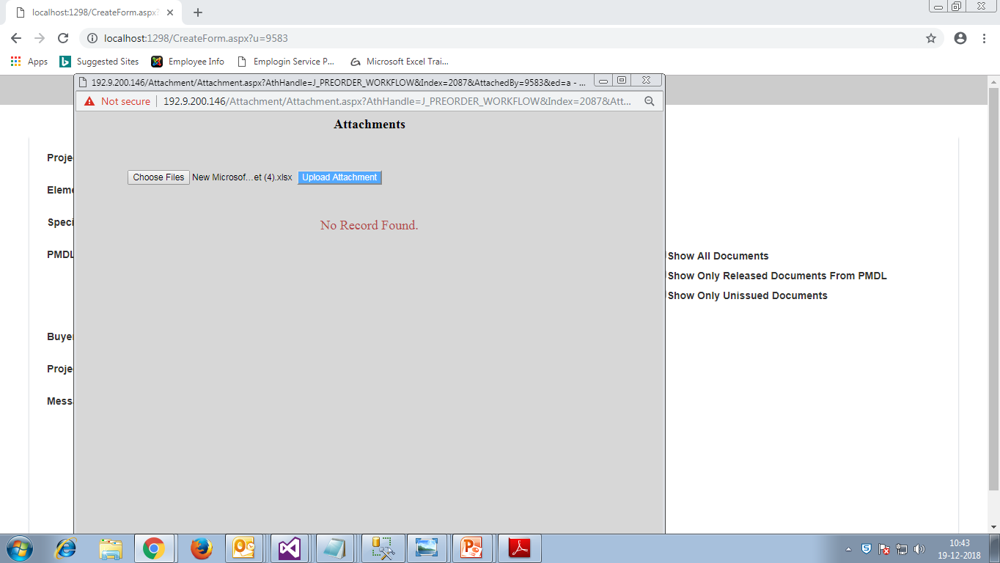 localhost:1298/CreateForm.aspx?
localhost:1298/CreateForm.aspx?u=9583
Apps Suggested Sites Employee Info Emplogin Service P... Microsoft Excel Trai...
192.9.200.146/Attachment/Attachment.aspx?AthHandle=J_PREORDER_WORKFLOW&Index=2087&AttachedBy=9583&ed=a - ...
Not secure 192.9.200.146/Attachment/Attachment.aspx?AthHandle=J_PREORDER_WORKFLOW&Index=2087&Att...
Attachments
Proje
Choose Files New Microsof...et (4).xlsx Upload Attachment
Eleme
Speci
No Record Found.
PMDL
Show All Documents
Show Only Released Documents From PMDL
Show Only Unissued Documents
Buyer
Proje
Messa
10:43
19-12-2018